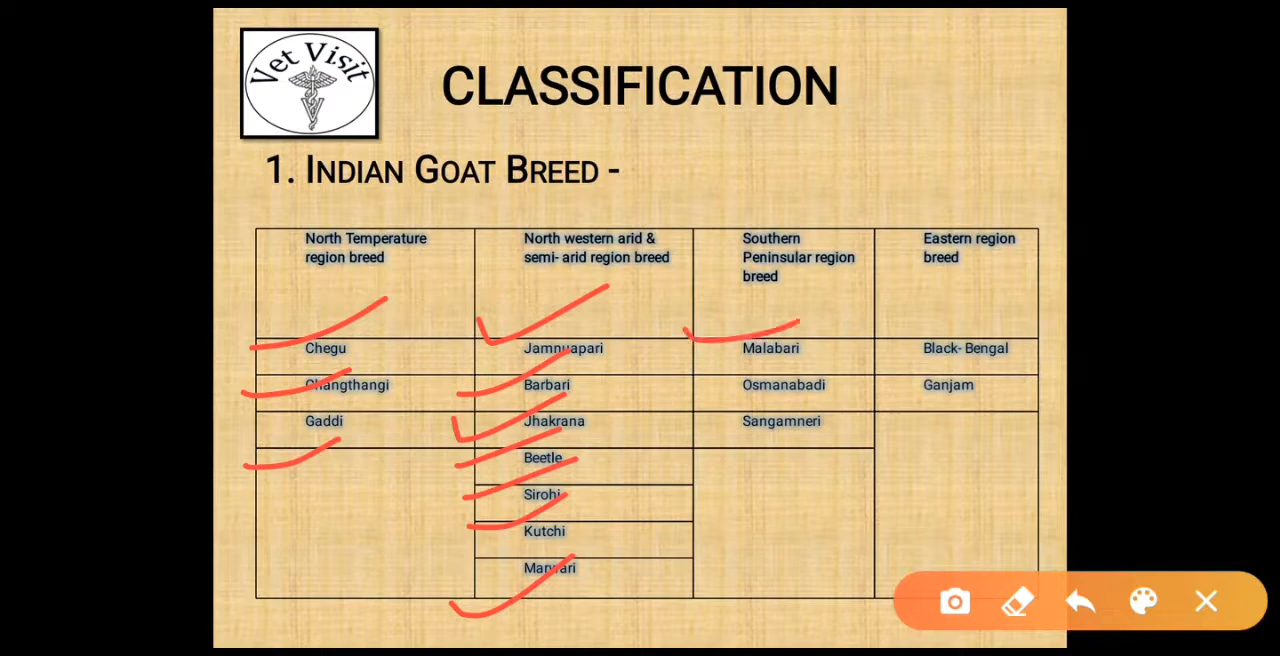 Vet Visit
CLASSIFICATION
1. INDIAN GOAT BREED -
North Temperature
region breed
North western arid &
semi- arid region breed
Southern
Peninsular region
breed
Eastern region
breed
Chegu
Jamnuapari
Malabari
Black- Bengal
Changthangi
Barbari
Osmanabadi
Ganjam
Gaddi
Jhakrana
Sangamneri
Beetle
Sirohi
Kutchi
Marwari